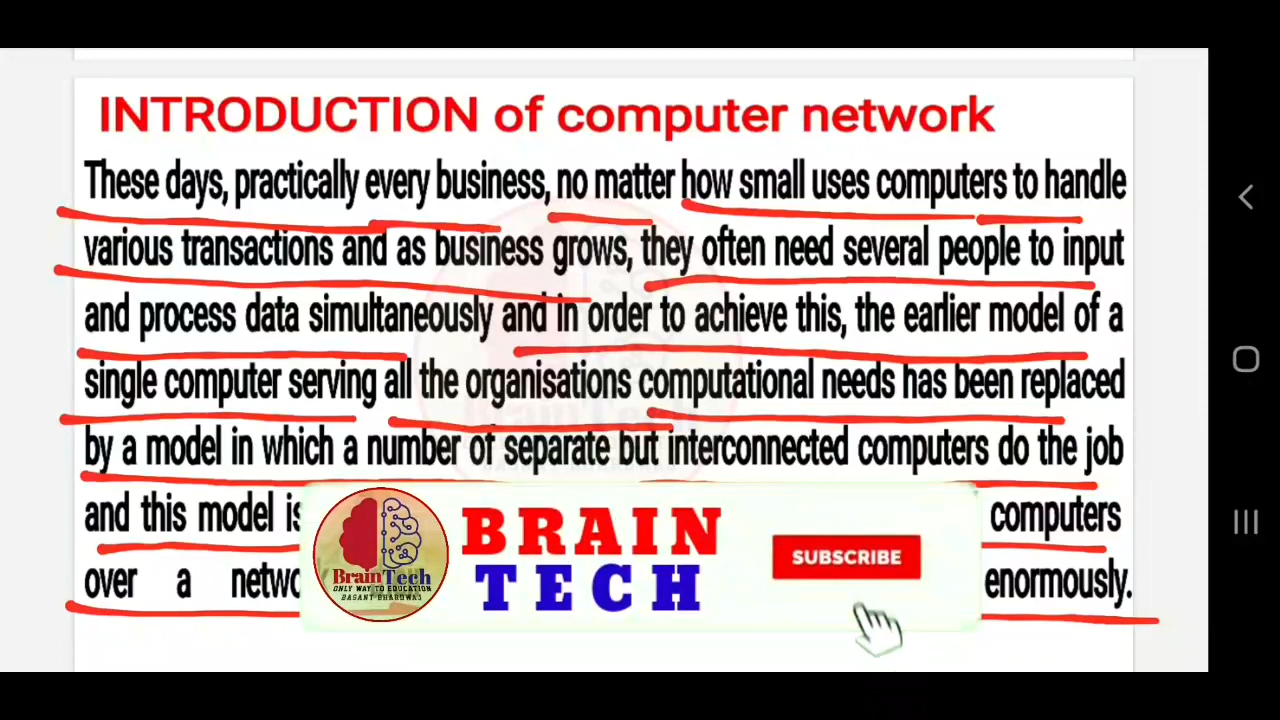 INTRODUCTION of computer network
These days, practically every business, no matter how small uses computers to handle
various transactions and as business grows, they often need several people to input
and process data simultaneously and in order to achieve this, the earlier model of a
single computer serving all the organisations computational needs has been replaced
by a model in which a number of separate but interconnected computers do the job
and this model is computers
over a enormously.
BRAIN
TECH
SUBSCRIBE
BrainTech
ONLY WAY TO EDUCATION
BASANT BHARDWAJ